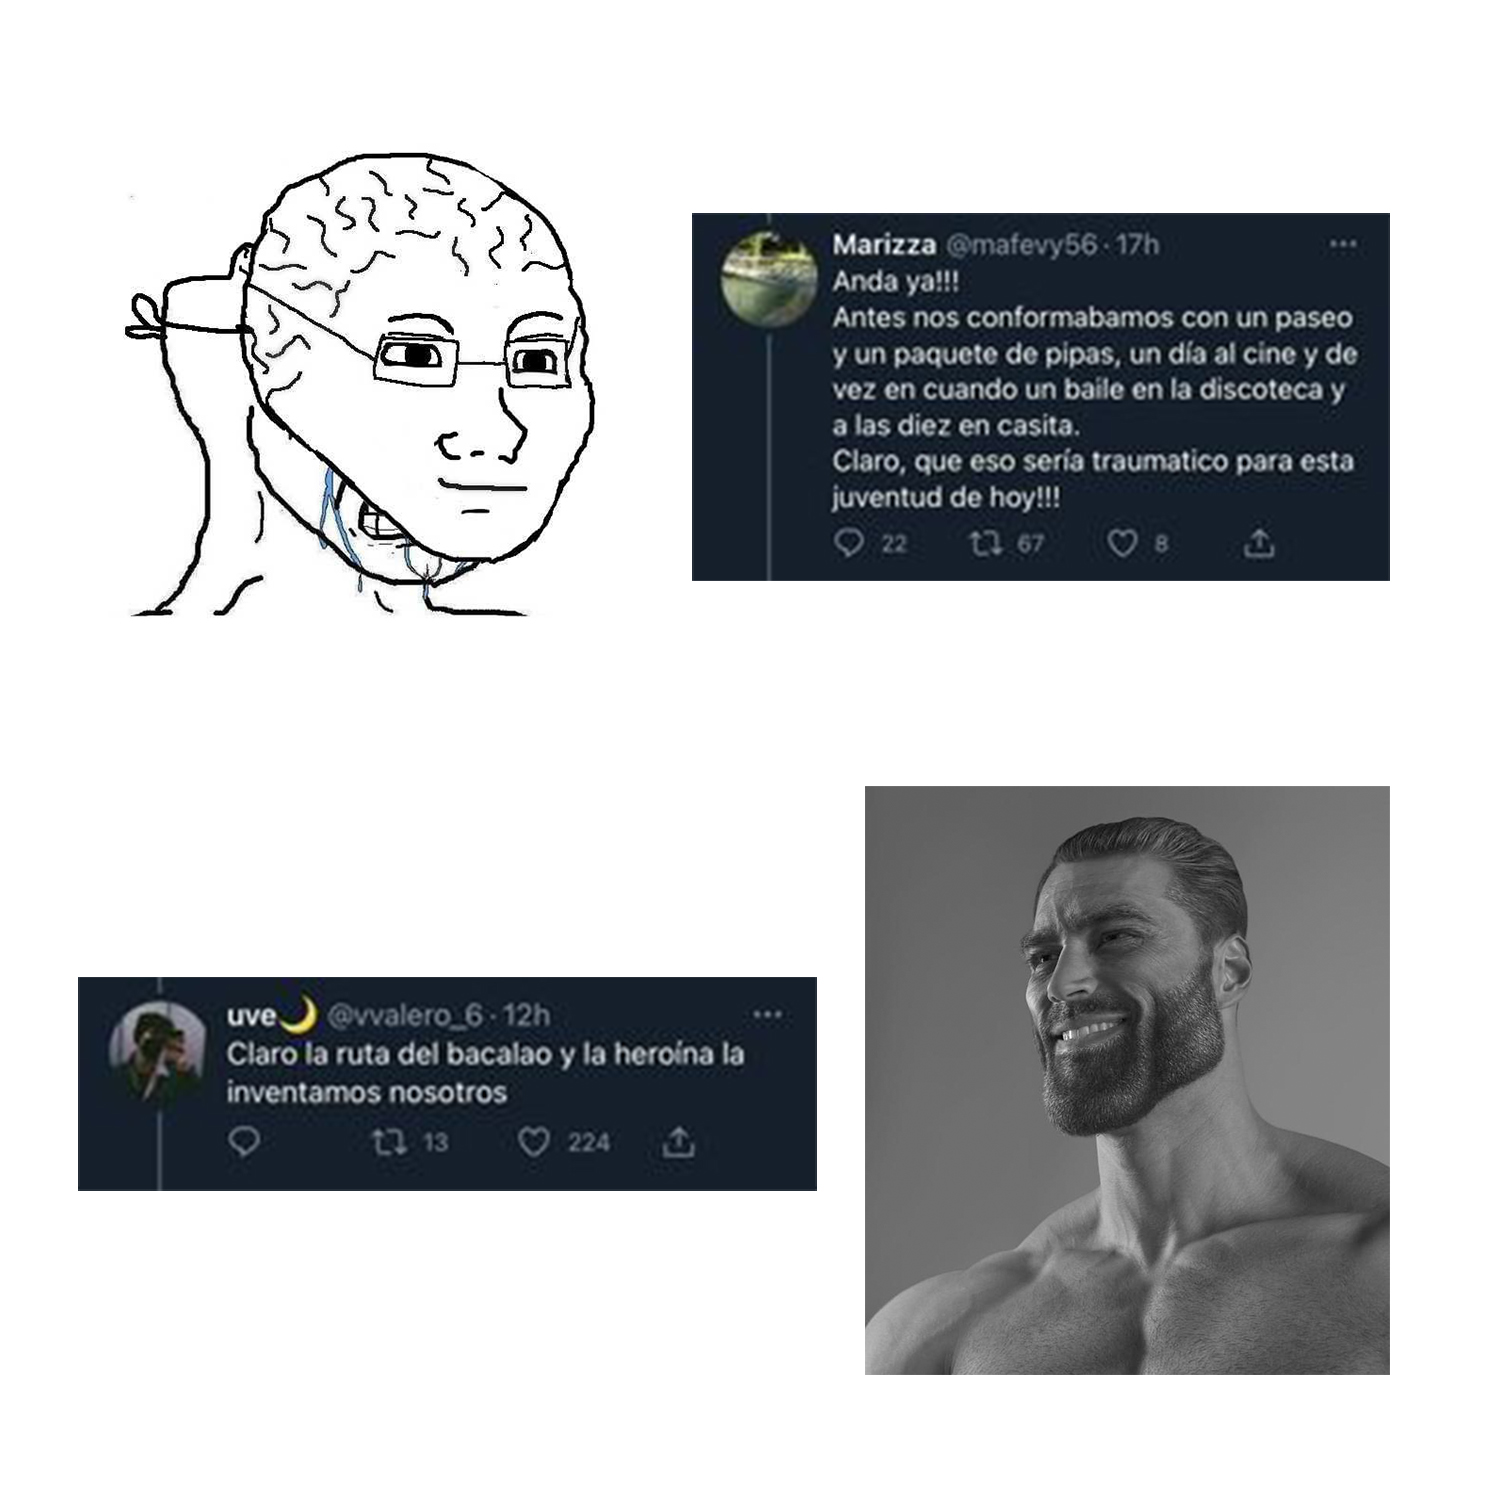 Marizza @mafevy56 · 17h
Anda ya!!!
Antes nos conformabamos con un paseo
y un paquete de pipas, un día al cine y de
vez en cuando un baile en la discoteca y
a las diez en casita.
Claro, que eso sería traumatico para esta
juventud de hoy!!!
22 67 8
uve🌙 @vvalero_6 · 12h
Claro la ruta del bacalao y la heroína la
inventamos nosotros
13 224